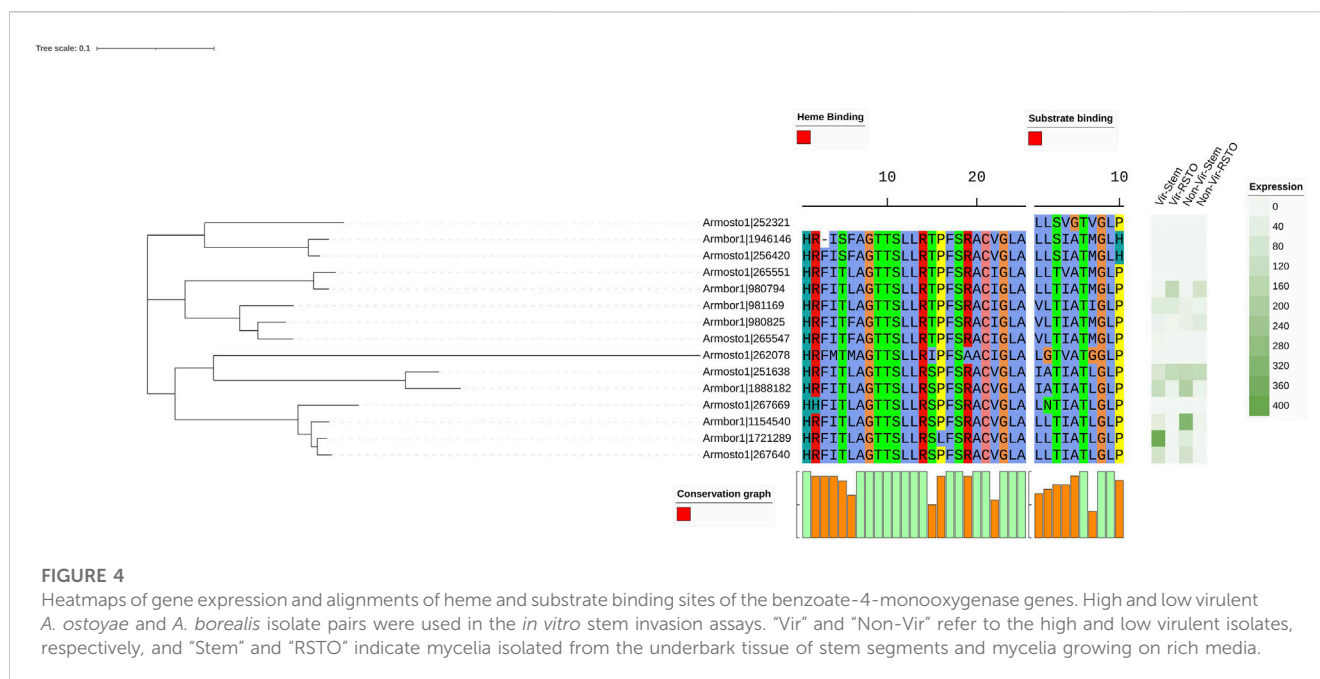 Tree scale: 0.1
Heme Binding
Substrate binding
10 20 10
Vir-Stem
Vir-RSTO
Non-Vir-Stem
Non-Vir-RSTO
Expression
0
40
80
120
160
200
240
280
320
360
400
Armosto1|252321 LLSVGTVGLP
Armbor1|1946146 HR-ISFAGTTSLLRTPFSRACVGLA LLSIATMGLH
Armosto1|256420 HRFISFAGTTSLLRTPFSRACVGLA LLSIATMGLH
Armosto1|265551 HRFITFAGTTSLLRTPFSRACIGLA LLTVATMGLP
Armbor1|980794 HRFITFAGTTSLLRTPFSRACIGLA LLTIATMGLP
Armbor1|981169 HRFITFAGTTSLLRTPFSRACIGLA VLTIATIGLP
Armbor1|980825 HRFITFAGTTSLLRTPFSRACIGLA VLTIATMGLP
Armosto1|265547 HRFITFAGTTSLLRTPFSRACIGLA VLTIATMGLP
Armosto1|262078 HRFMTMAGTTSLLRIPFSAACIGLA LGTVATGGLP
Armosto1|251638 HRFITLAGTTSLLRSPFSRACVGLA IATIATLGLP
Armbor1|1888182 HRFITLAGTTSLLRSPFSRACVGLA IATIATLGLP
Armosto1|267669 HHFITLAGTTSLLRSPFSRACIGLA LNTIATLGLP
Armbor1|1154540 HRFITLAGTTSLLRSPFSRACVGLA LLTIATLGLP
Armbor1|1721289 HRFITLAGTTSLLRSLFSRACVGLA LLTIATLGLP
Armosto1|267640 HRFITLAGTTSLLRSPFSRACVGLA LLTIATLGLP
Conservation graph
FIGURE 4
Heatmaps of gene expression and alignments of heme and substrate binding sites of the benzoate-4-monooxygenase genes. High and low virulent
A. ostoyae and A. borealis isolate pairs were used in the in vitro stem invasion assays. “Vir” and “Non-Vir” refer to the high and low virulent isolates,
respectively, and “Stem” and “RSTO” indicate mycelia isolated from the underbark tissue of stem segments and mycelia growing on rich media.